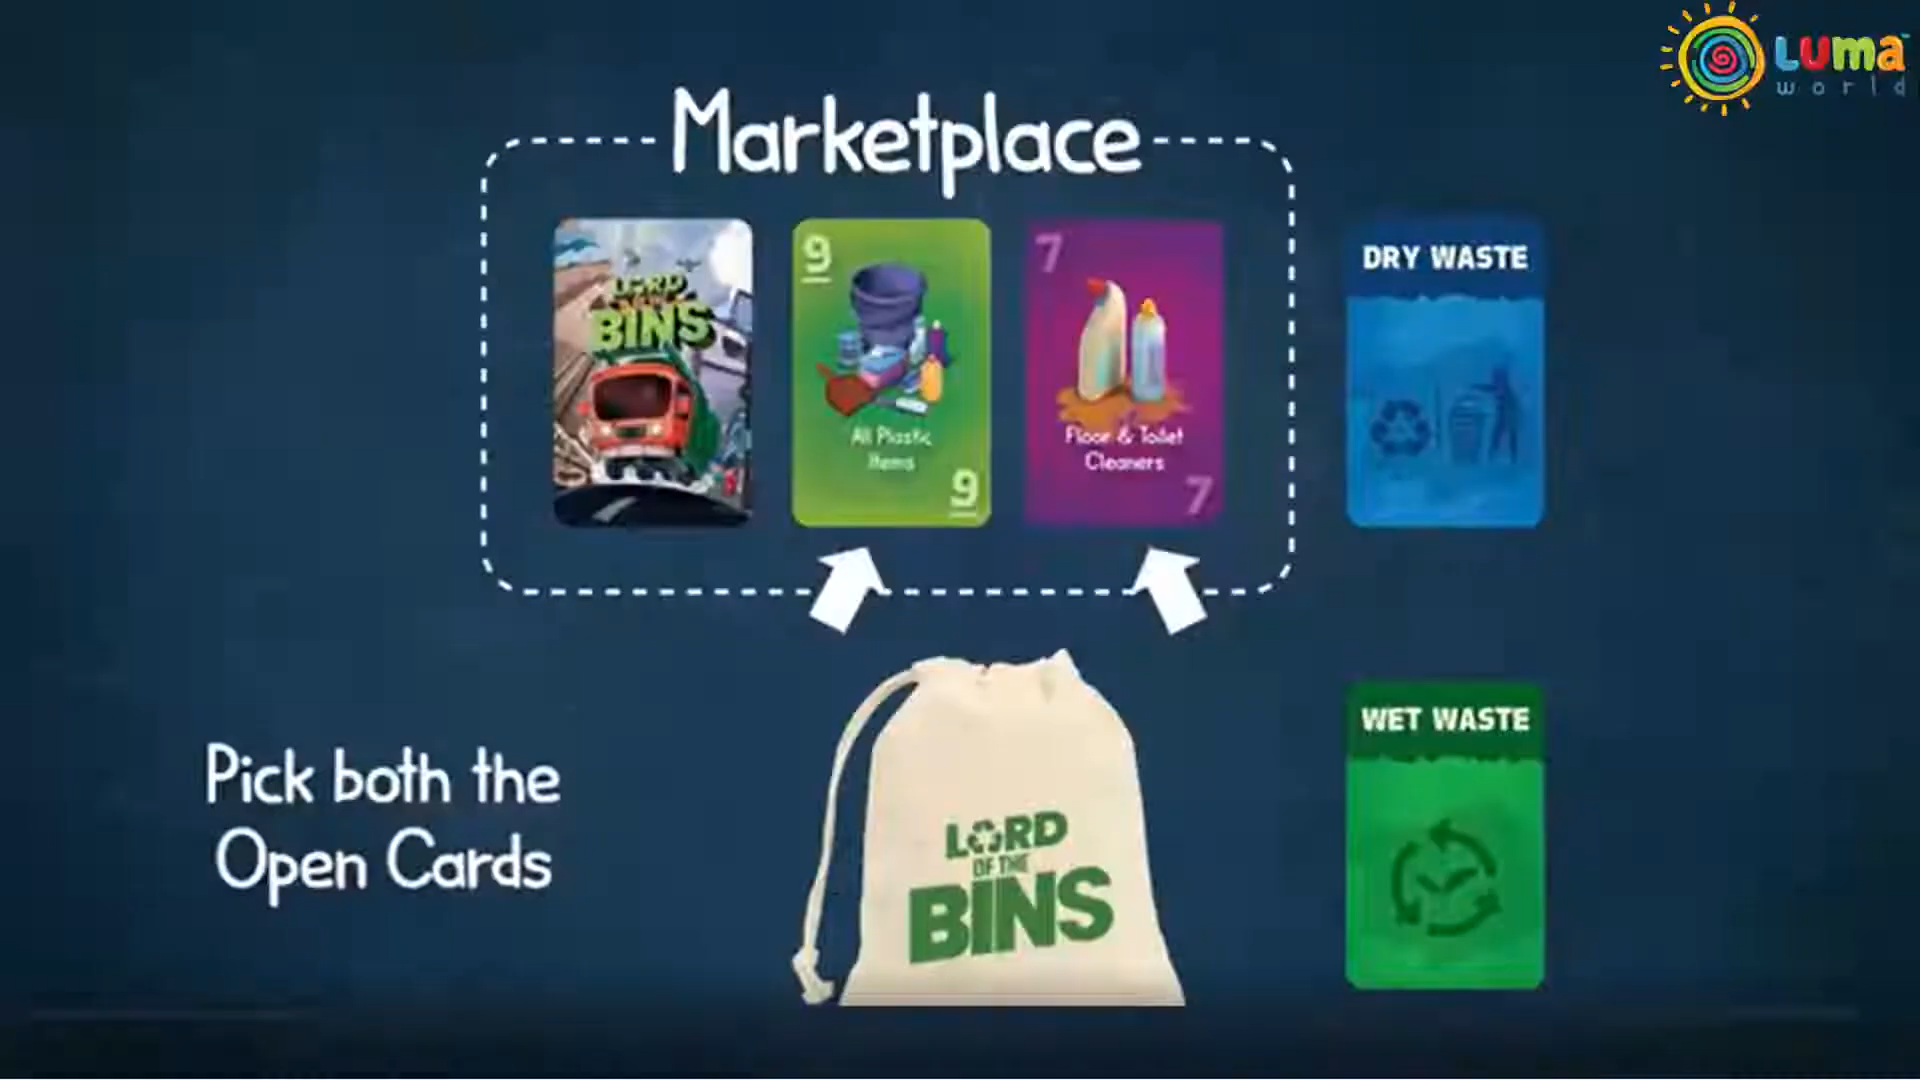 LUMA
world
Marketplace
LORD
BINS
9
All Plastic
Items
9
7
Floor & Toilet
Cleaners
7
DRY WASTE
Pick both the
Open Cards
LORD
OF THE
BINS
WET WASTE